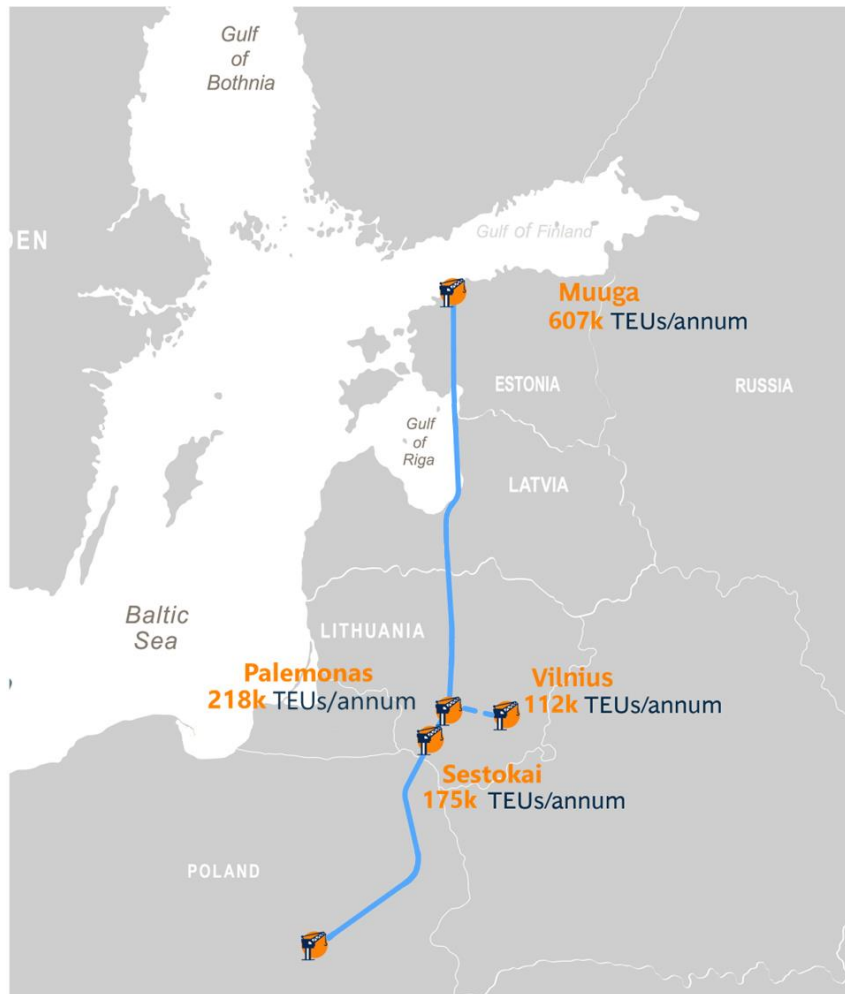 Gulf
of
Bothnia
DEN
Gulf of Finland
Muuga
607k TEUs/annum
ESTONIA
RUSSIA
Gulf
of
Riga
LATVIA
Baltic
Sea
LITHUANIA
Palemonas
218k TEUs/annum
Vilnius
112k TEUs/annum
Sestokai
175k TEUs/annum
POLAND